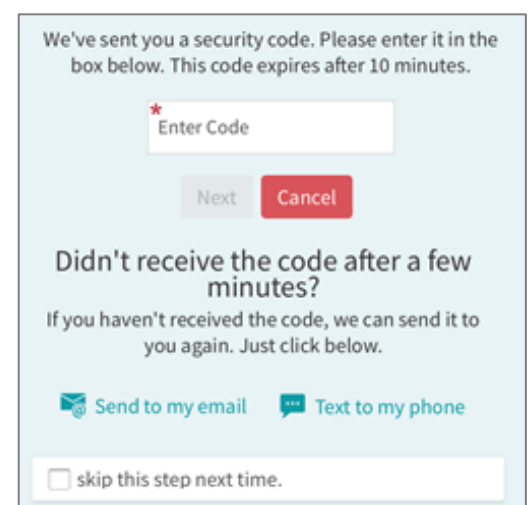 We've sent you a security code. Please enter it in the
box below. This code expires after 10 minutes.
*
Enter Code
Next Cancel
Didn't receive the code after a few
minutes?
If you haven't received the code, we can send it to
you again. Just click below.
Send to my email Text to my phone
skip this step next time.